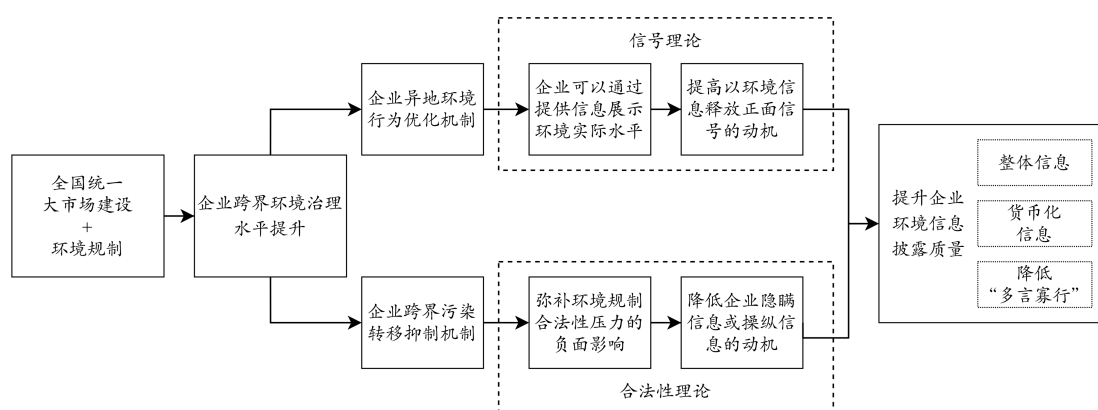 全国统一
大市场建设
+
环境规制
企业跨界环境治理
水平提升
企业异地环境
行为优化机制
信号理论
企业可以通过
提供信息展示
环境实际水平
提高以环境信
息释放正面信
号的动机
企业跨界污染
转移抑制机制
弥补环境规制
合法性压力的
负面影响
降低企业隐瞒
信息或操纵信
息的动机
合法性理论
提升企业
环境信息
披露质量
整体信息
货币化
信息
降低
“多言寡行”